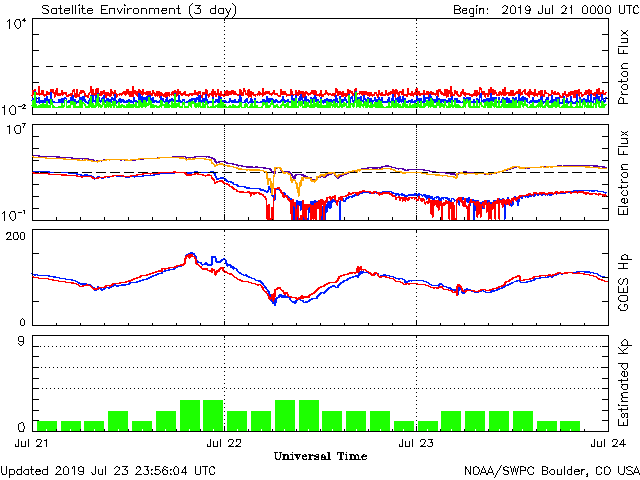 Satellite Environment (3 day)
Begin: 2019 Jul 21 0000 UTC
10⁴
10⁻²
Proton Flux
10⁷
10⁻¹
Electron Flux
200
0
GOES Hp
9
0
Estimated Kp
Jul 21 Jul 22 Jul 23 Jul 24
Universal Time
Updated 2019 Jul 23 23:56:04 UTC
NOAA/SWPC Boulder, CO USA